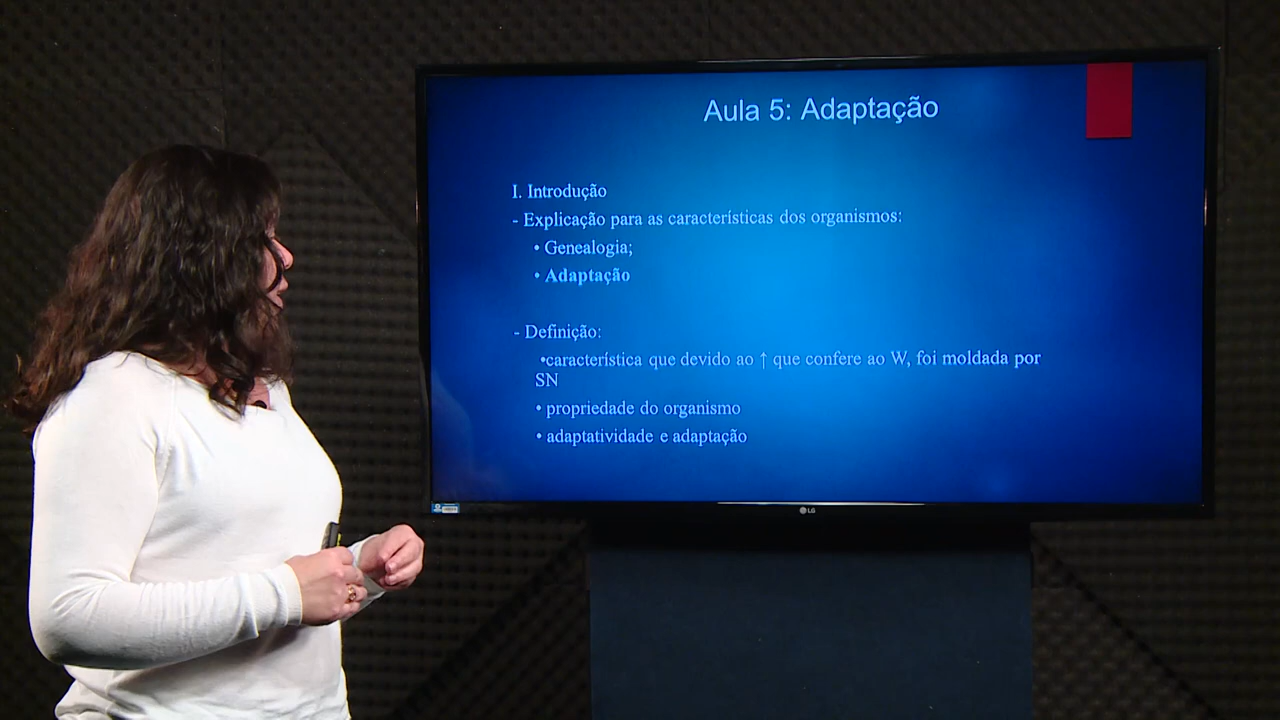 Aula 5: Adaptação
I. Introdução
- Explicação para as características dos organismos:
• Genealogia;
• Adaptação
- Definição:
•característica que devido ao ↑ que confere ao W, foi moldada por
SN
• propriedade do organismo
• adaptatividade e adaptação
LG